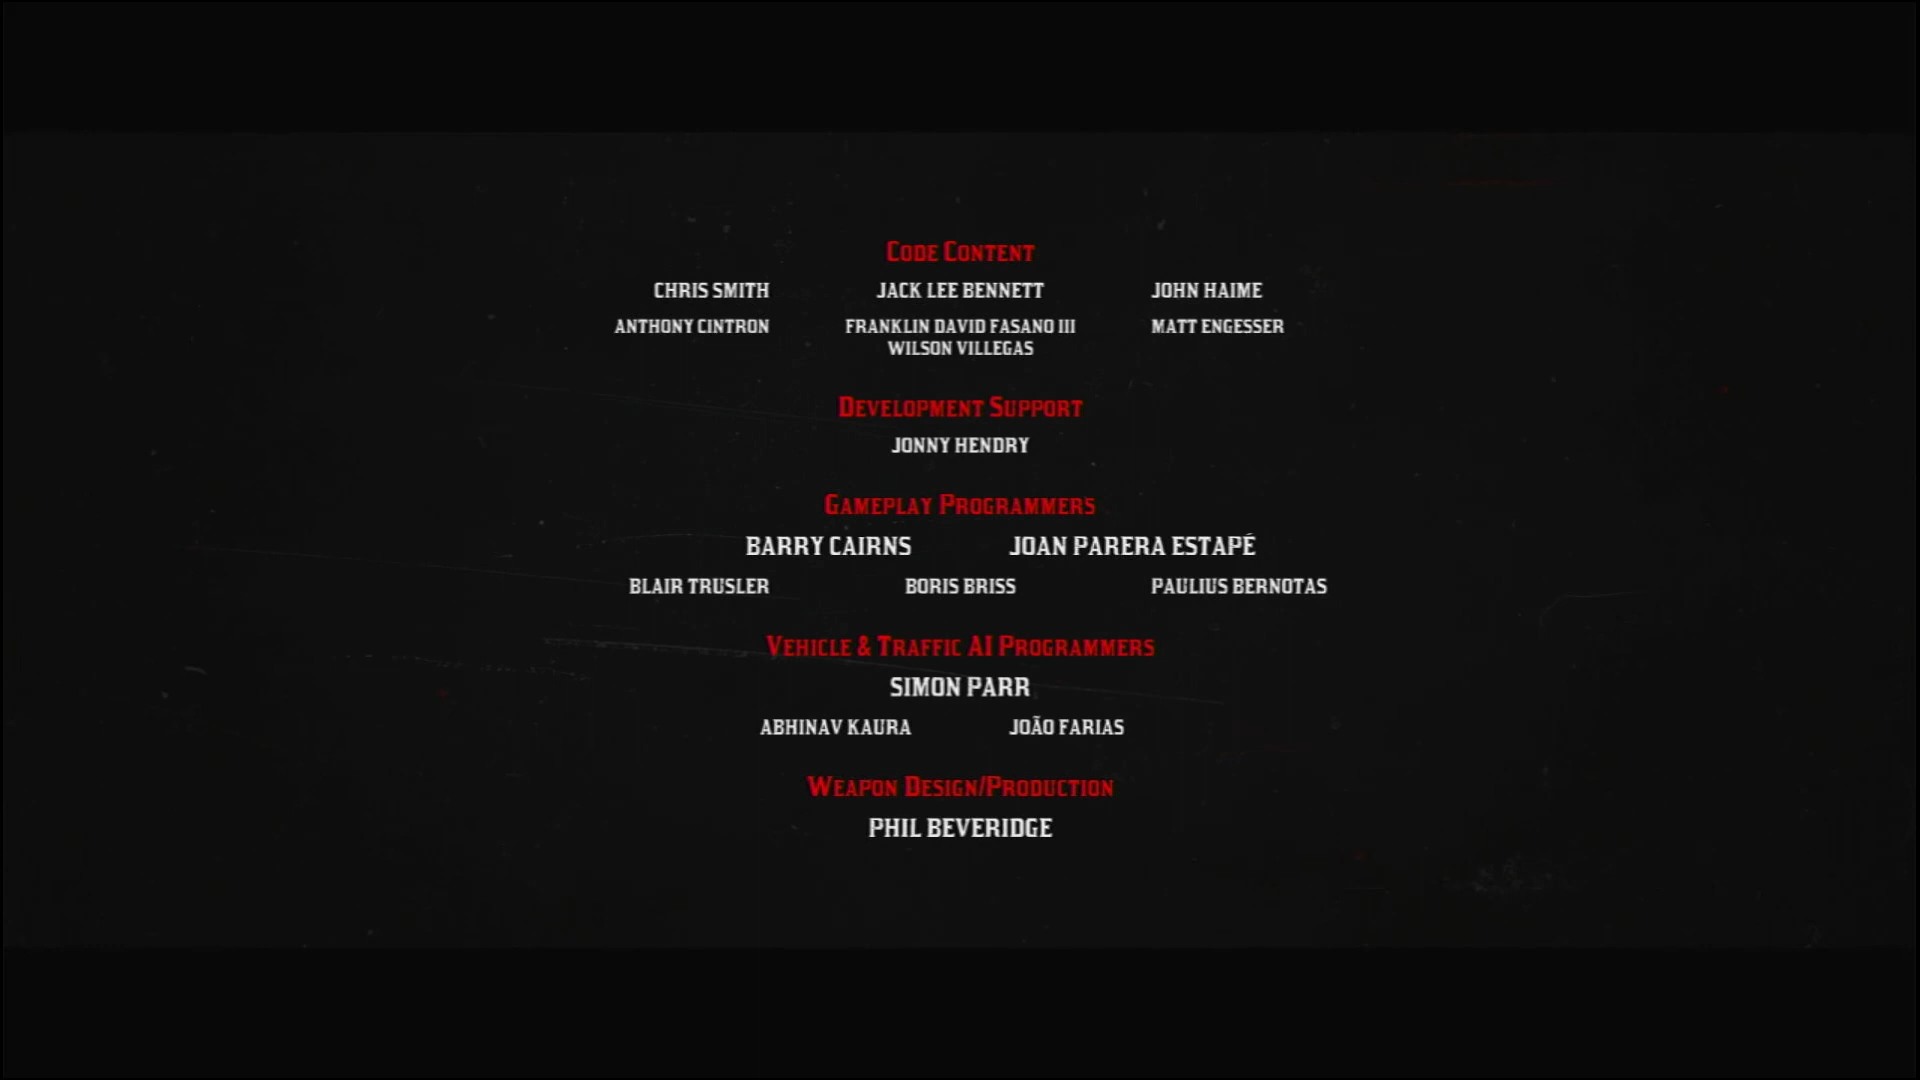 Code Content
CHRIS SMITH JACK LEE BENNETT JOHN HAIME
ANTHONY CINTRON FRANKLIN DAVID FASANO III MATT ENGESSER
WILSON VILLEGAS
Development Support
JONNY HENDRY
Gameplay Programmers
BARRY CAIRNS JOAN PARERA ESTAPÉ
BLAIR TRUSLER BORIS BRISS PAULIUS BERNOTAS
Vehicle & Traffic AI Programmers
SIMON PARR
ABHINAV KAURA JOÃO FARIAS
Weapon Design/Production
PHIL BEVERIDGE